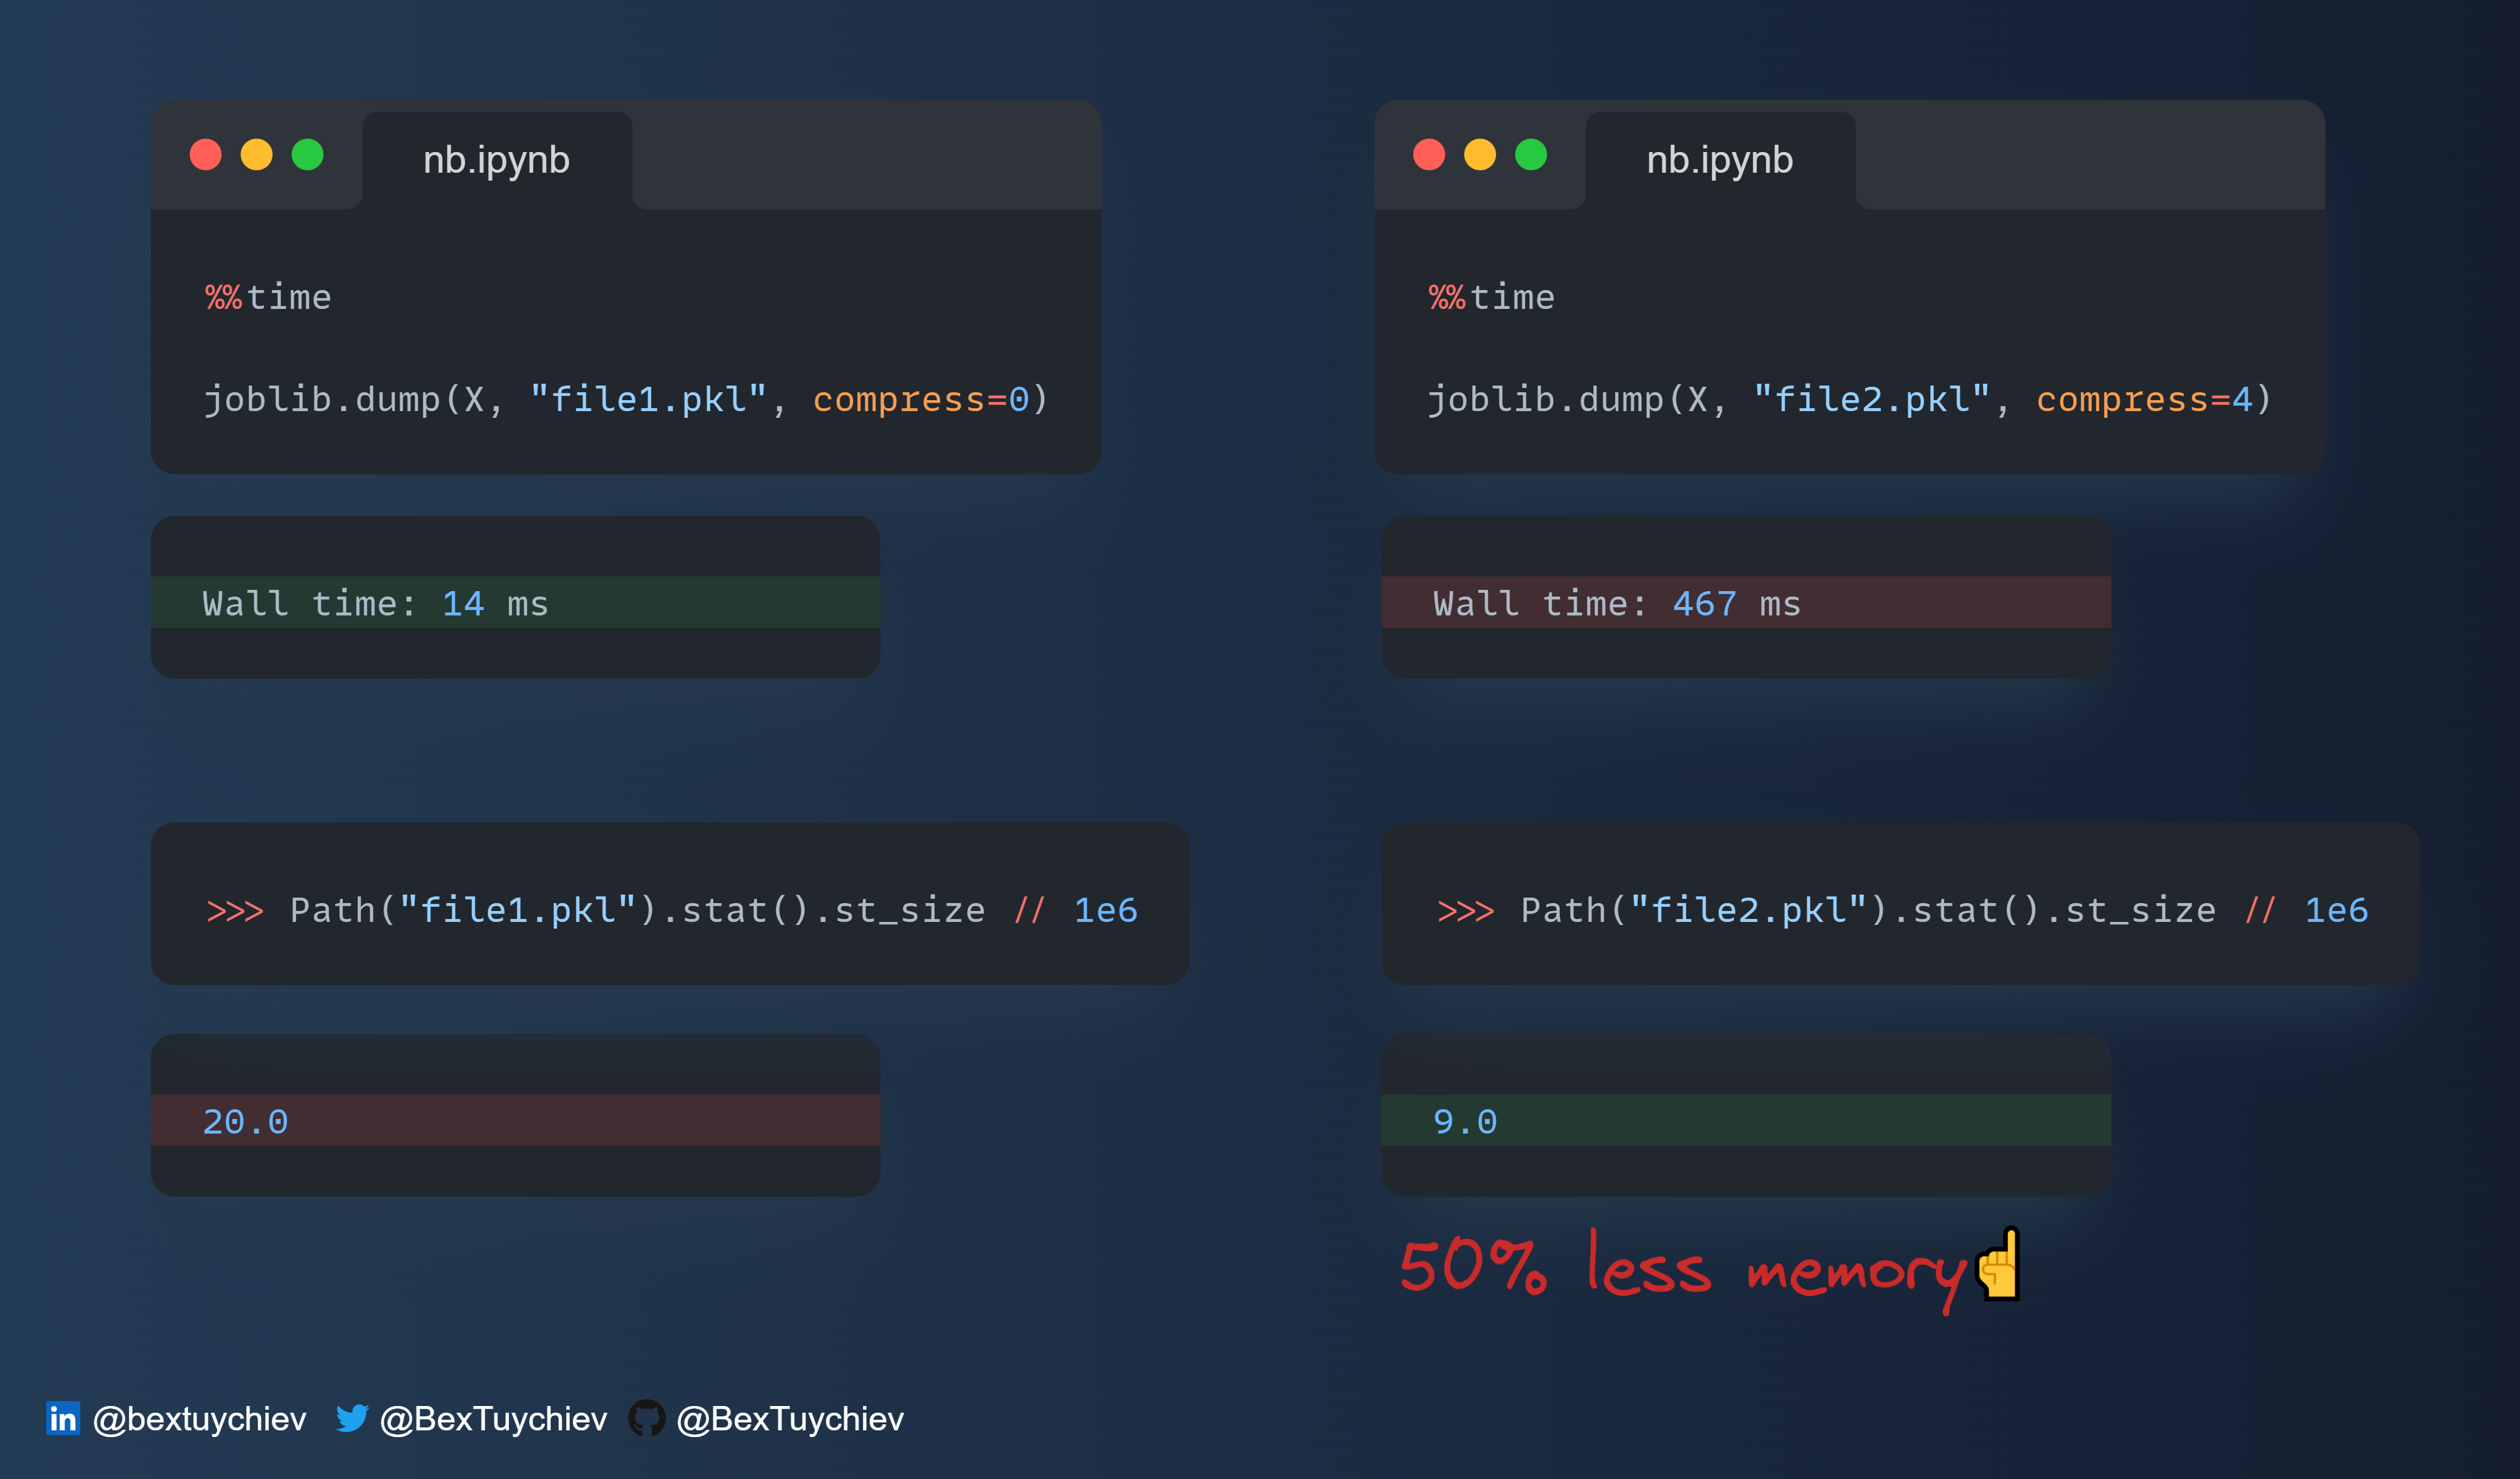 nb.ipynb
%%time
joblib.dump(X, "file1.pkl", compress=0)
Wall time: 14 ms
>>> Path("file1.pkl").stat().st_size // 1e6
20.0
nb.ipynb
%%time
joblib.dump(X, "file2.pkl", compress=4)
Wall time: 467 ms
>>> Path("file2.pkl").stat().st_size // 1e6
9.0
50% less memory
in @bextuychiev @BexTuychiev @BexTuychiev